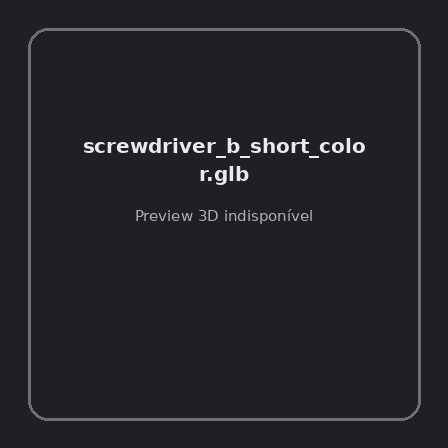 screwdriver_b_short_colo
r.glb
Preview 3D indisponível